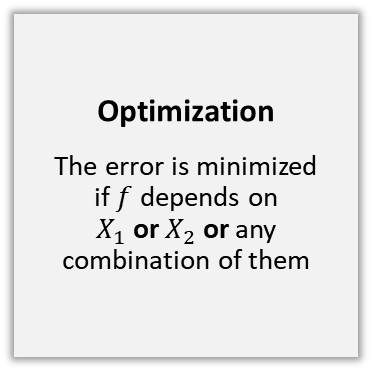 Optimization
The error is minimized
if f depends on
X₁ or X₂ or any
combination of them